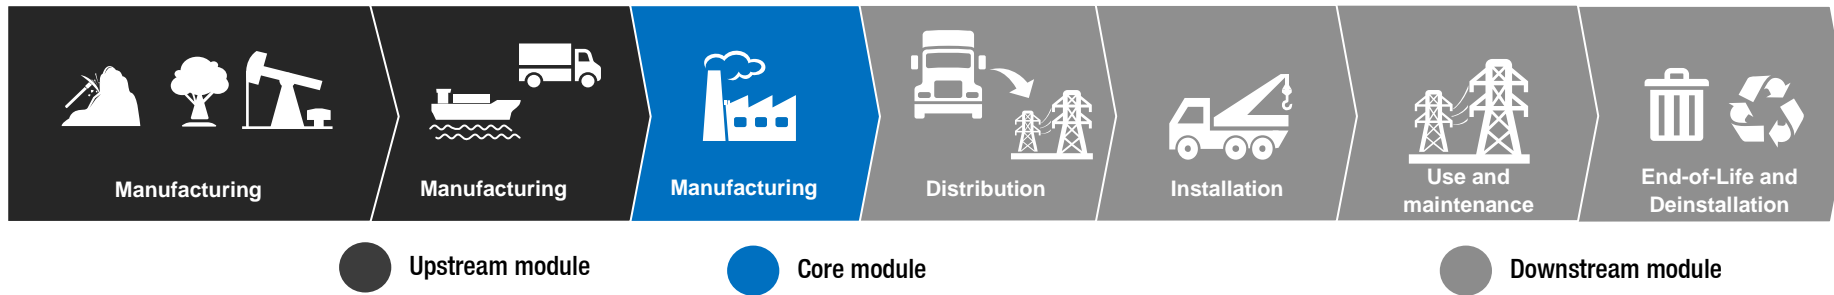 Manufacturing
Manufacturing
Manufacturing
Distribution
Installation
Use and
maintenance
End-of-Life and
Deinstallation
Upstream module
Core module
Downstream module